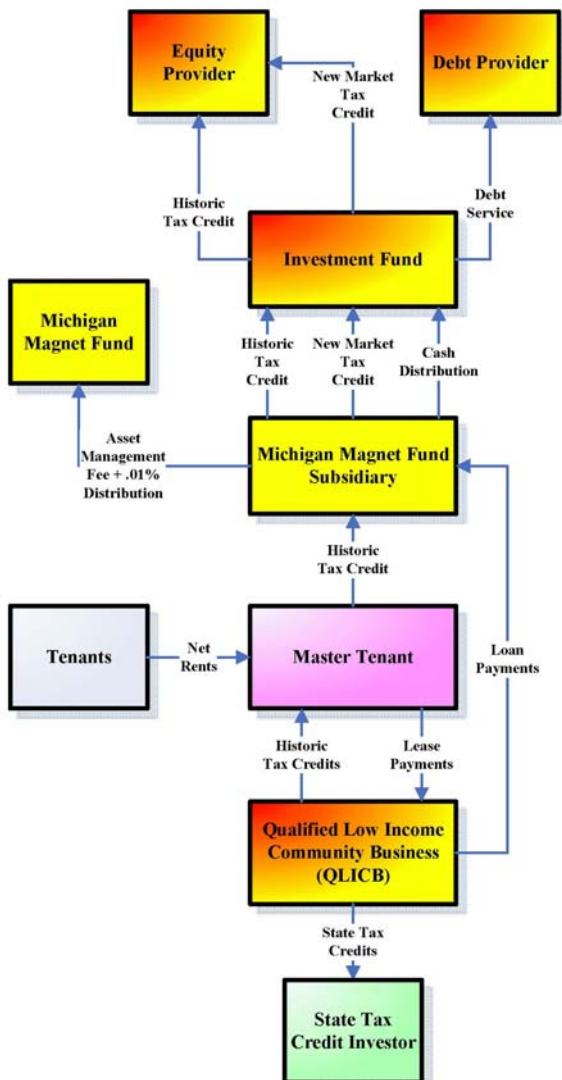 Equity
Provider
New Market
Tax
Credit
Debt Provider
Historic
Tax Credit
Debt
Service
Investment Fund
Michigan
Magnet Fund
Historic
Tax
Credit
New Market
Tax
Credit
Cash
Distribution
Asset
Management
Fee + .01%
Distribution
Michigan Magnet Fund
Subsidiary
Historic
Tax Credit
Tenants
Net
Rents
Master Tenant
Loan
Payments
Historic
Tax Credits
Lease
Payments
Qualified Low Income
Community Business
(QLICB)
State Tax
Credits
State Tax
Credit Investor